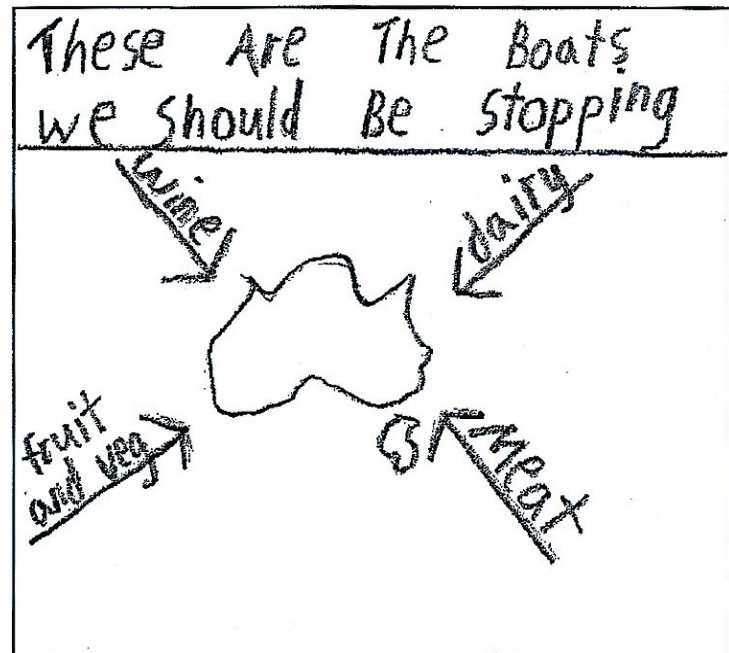 These Are The Boats
we should Be stopping
wine
dairy
fruit
and veg
Meat